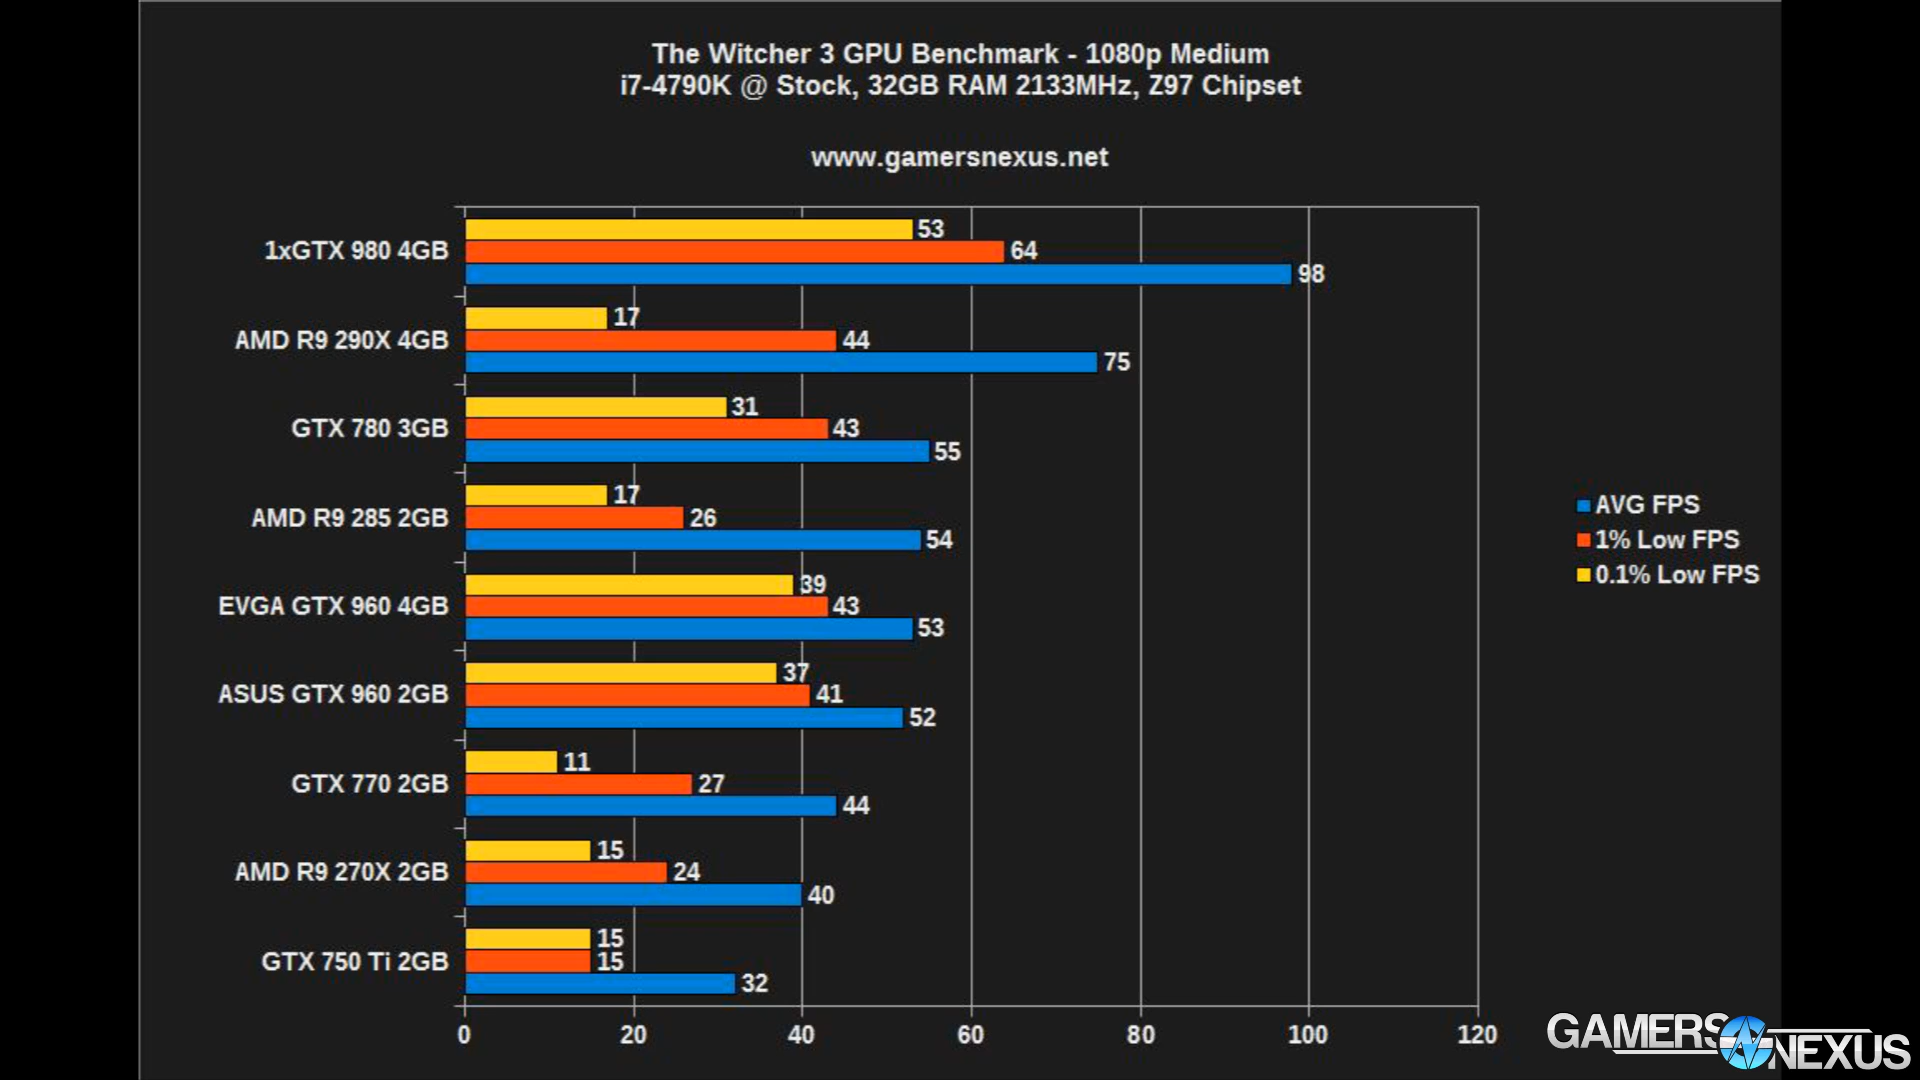 The Witcher 3 GPU Benchmark - 1080p Medium
i7-4790K @ Stock, 32GB RAM 2133MHz, Z97 Chipset
www.gamersnexus.net
1xGTX 980 4GB
53
64
98
AMD R9 290X 4GB
17
44
75
GTX 780 3GB
31
43
55
AMD R9 285 2GB
17
26
54
EVGA GTX 960 4GB
39
43
53
ASUS GTX 960 2GB
37
41
52
GTX 770 2GB
11
27
44
AMD R9 270X 2GB
15
24
40
GTX 750 Ti 2GB
15
15
32
0 20 40 60 80 100 120
AVG FPS
1% Low FPS
0.1% Low FPS
GAMERS
NEXUS